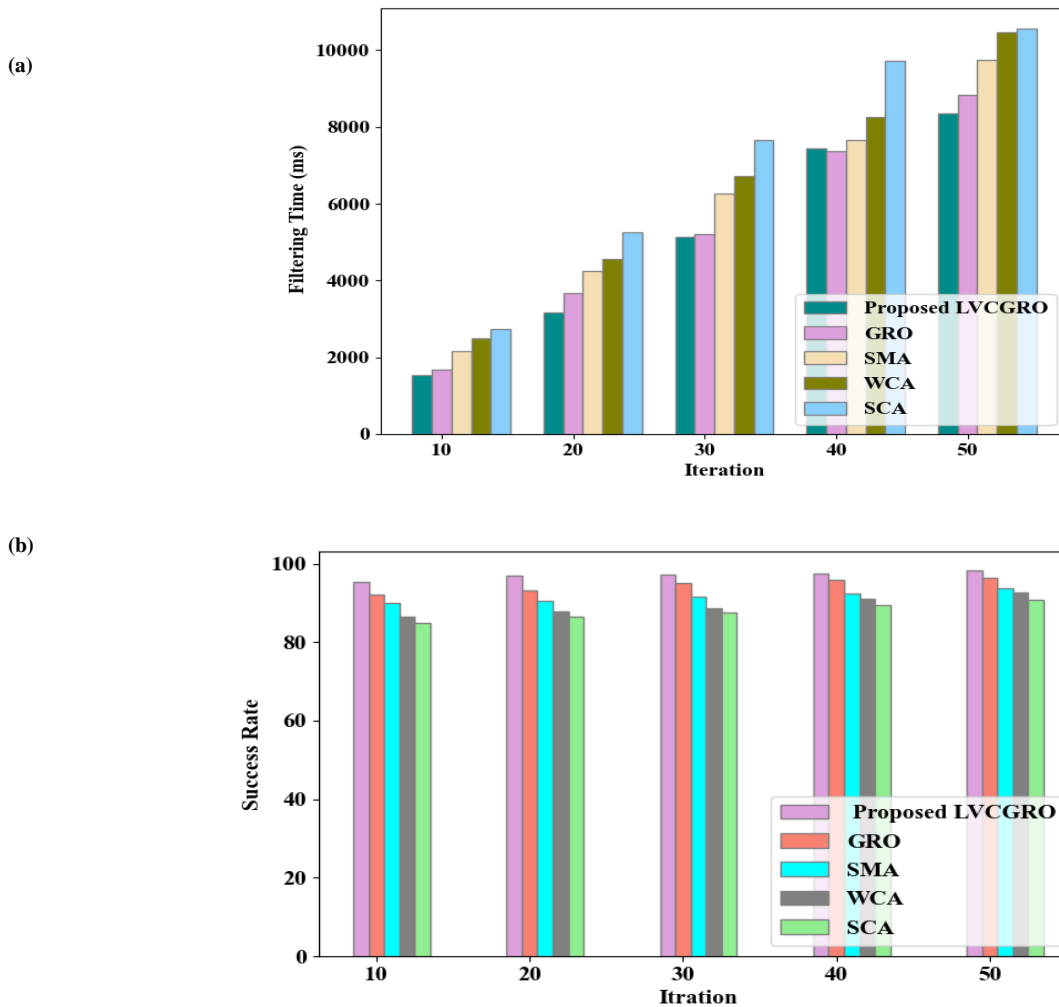 (a)
Filtering Time (ms)
10000
8000
6000
4000
2000
0
Proposed LVCGRO
GRO
SMA
WCA
SCA
10 20 30 40 50
Iteration
(b)
Success Rate
100
80
60
40
20
0
Proposed LVCGRO
GRO
SMA
WCA
SCA
10 20 30 40 50
Itration